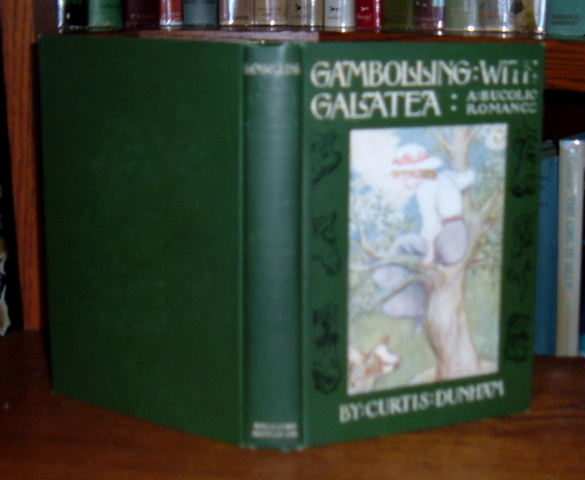 GAMBOLLING : WITH
GALATEA : A BUCOLIC
ROMANCE
BY : CURTIS : DUNHAM